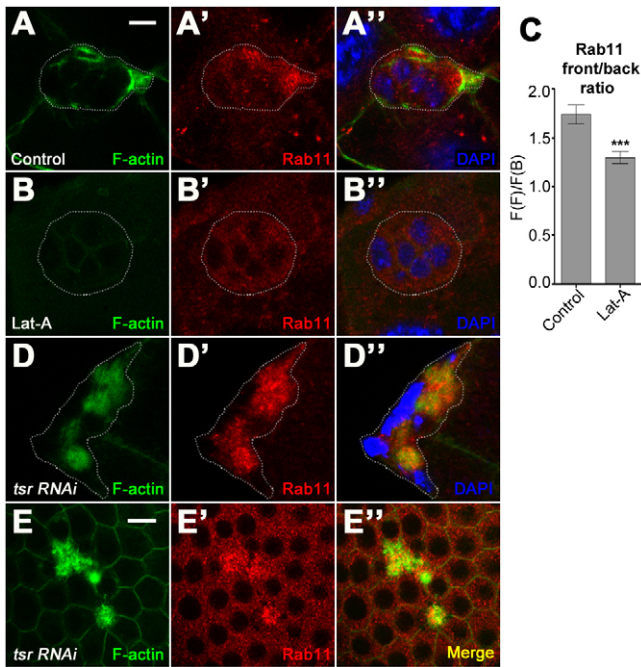 A
A'
A''
Control
F-actin
Rab11
DAPI
B
B'
B''
Lat-A
F-actin
Rab11
DAPI
C
Rab11
front/back
ratio
F(F)/F(B)
2.0
1.5
1.0
0.5
0.0
***
Control
Lat-A
D
D'
D''
tsr RNAi
F-actin
Rab11
DAPI
E
E'
E''
tsr RNAi
F-actin
Rab11
Merge